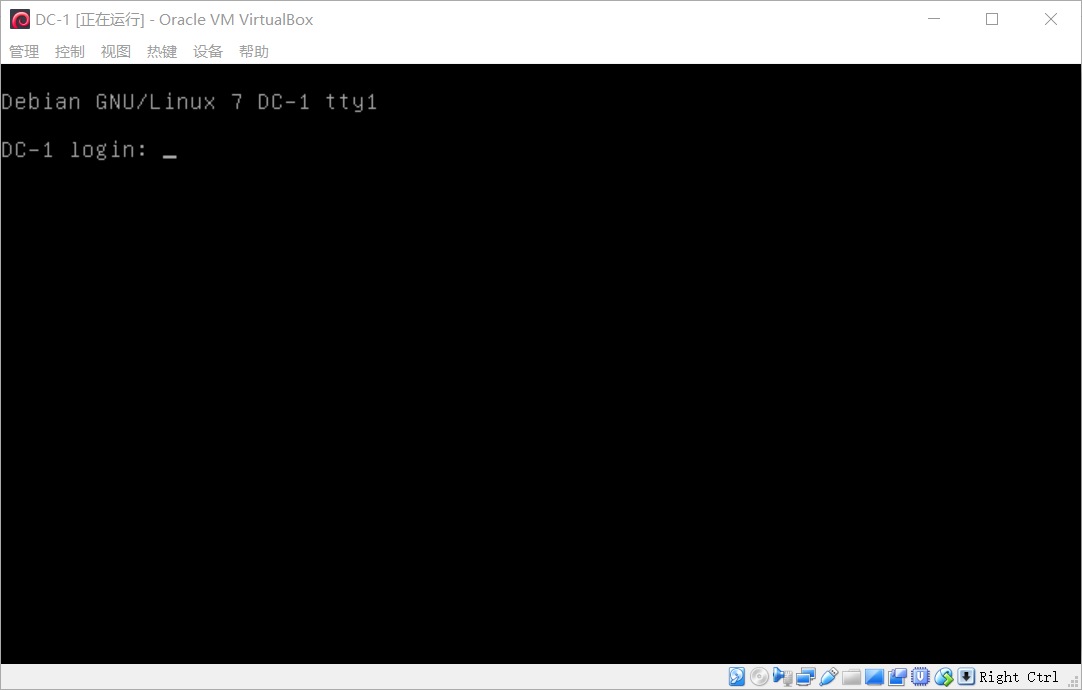 DC-1 [正在运行] - Oracle VM VirtualBox
管理 控制 视图 热键 设备 帮助
Debian GNU/Linux 7 DC-1 tty1
DC-1 login: _
Right Ctrl